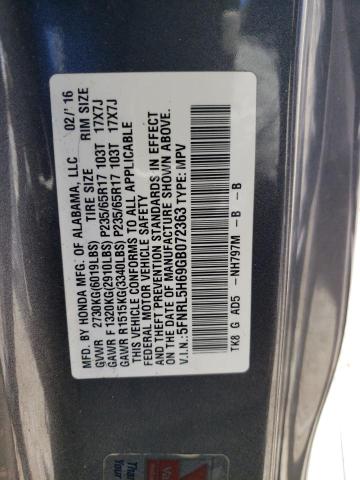 MFD. BY HONDA MFG. OF ALABAMA, LLC 02/'16
TIRE SIZE RIM SIZE
GVWR 2730KG(6019LBS)
GAWR F 1320KG(2910LBS) P235/65R17 103T 17X7J
GAWR R1515KG(3340LBS) P235/65R17 103T 17X7J
THIS VEHICLE CONFORMS TO ALL APPLICABLE
FEDERAL MOTOR VEHICLE SAFETY
AND THEFT PREVENTION STANDARDS IN EFFECT
ON THE DATE OF MANUFACTURE SHOWN ABOVE.
V.I.N.:5FNRL5H69GB072363 TYPE: MPV
TK8 G AD5 -NH797M - B - B
Your